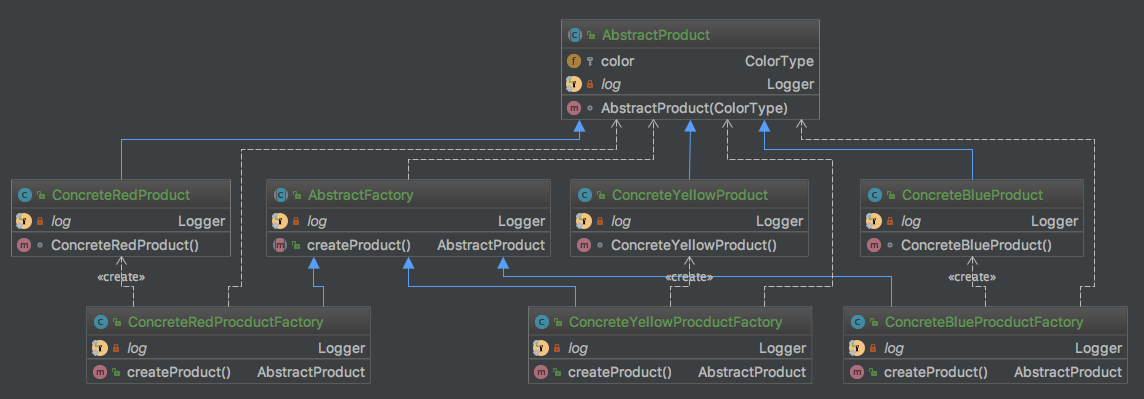 AbstractProduct
color ColorType
log Logger
AbstractProduct(ColorType)
ConcreteRedProduct
log Logger
ConcreteRedProduct()
AbstractFactory
log Logger
createProduct() AbstractProduct
ConcreteYellowProduct
log Logger
ConcreteYellowProduct()
ConcreteBlueProduct
log Logger
ConcreteBlueProduct()
«create»
«create»
«create»
ConcreteRedProcductFactory
log Logger
createProduct() AbstractProduct
ConcreteYellowProcductFactory
log Logger
createProduct() AbstractProduct
ConcreteBlueProcductFactory
log Logger
createProduct() AbstractProduct